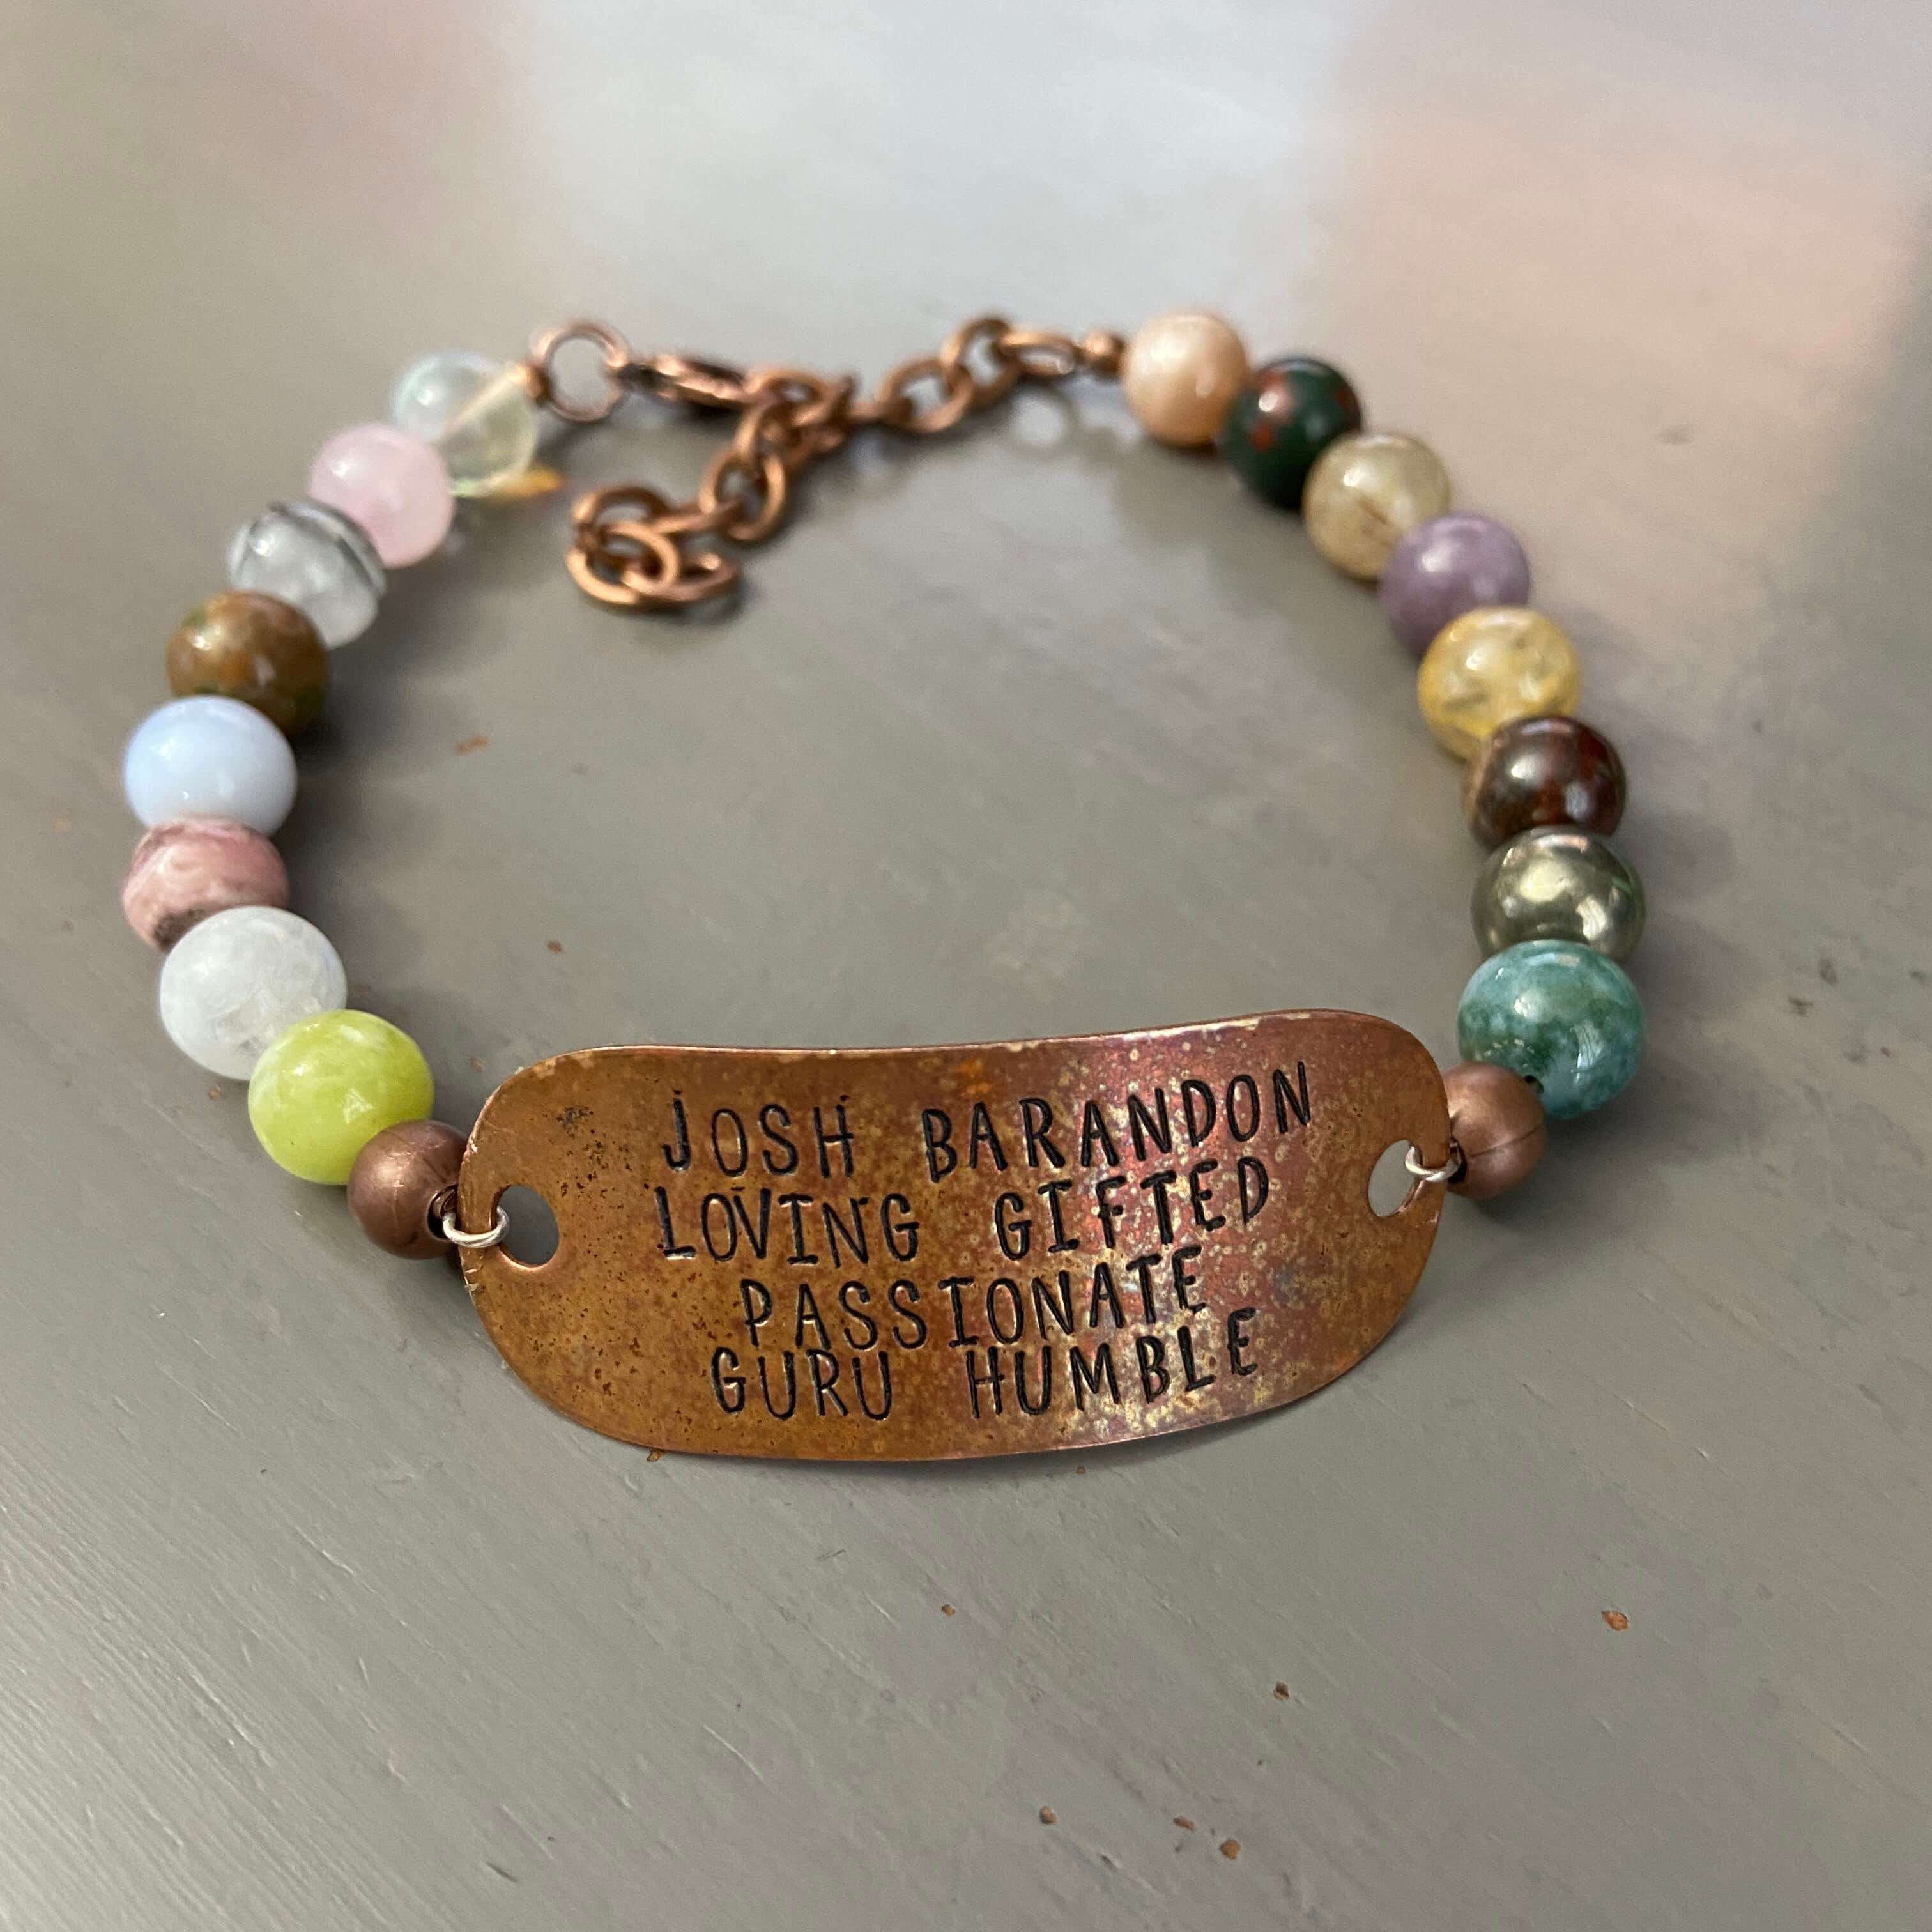 JOSH BARANDON
LOVING GIFTED
PASSIONATE
GURU HUMBLE